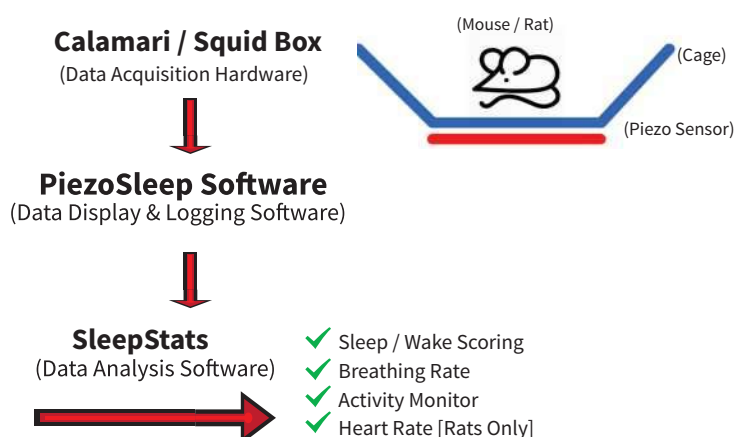 Calamari / Squid Box
(Data Acquisition Hardware)
(Mouse / Rat)
(Cage)
(Piezo Sensor)
PiezoSleep Software
(Data Display & Logging Software)
SleepStats
(Data Analysis Software)
Sleep / Wake Scoring
Breathing Rate
Activity Monitor
Heart Rate [Rats Only]